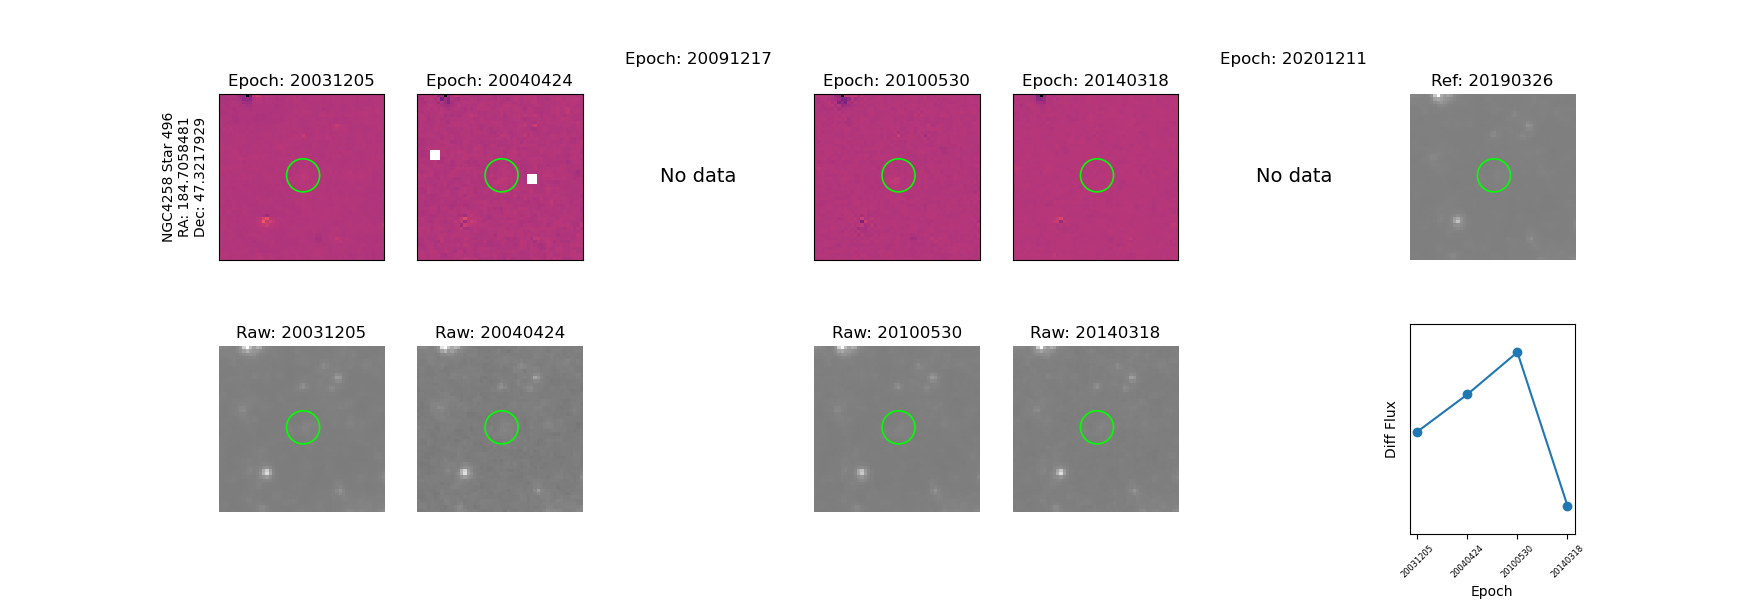 NGC4258 Star 496
RA: 184.7058481
Dec: 47.3217929
Epoch: 20031205
Epoch: 20040424
Epoch: 20091217
No data
Epoch: 20100530
Epoch: 20140318
Epoch: 20201211
No data
Ref: 20190326
Raw: 20031205
Raw: 20040424
Raw: 20100530
Raw: 20140318
Diff Flux
20031205
20040424
20100530
20140318
Epoch